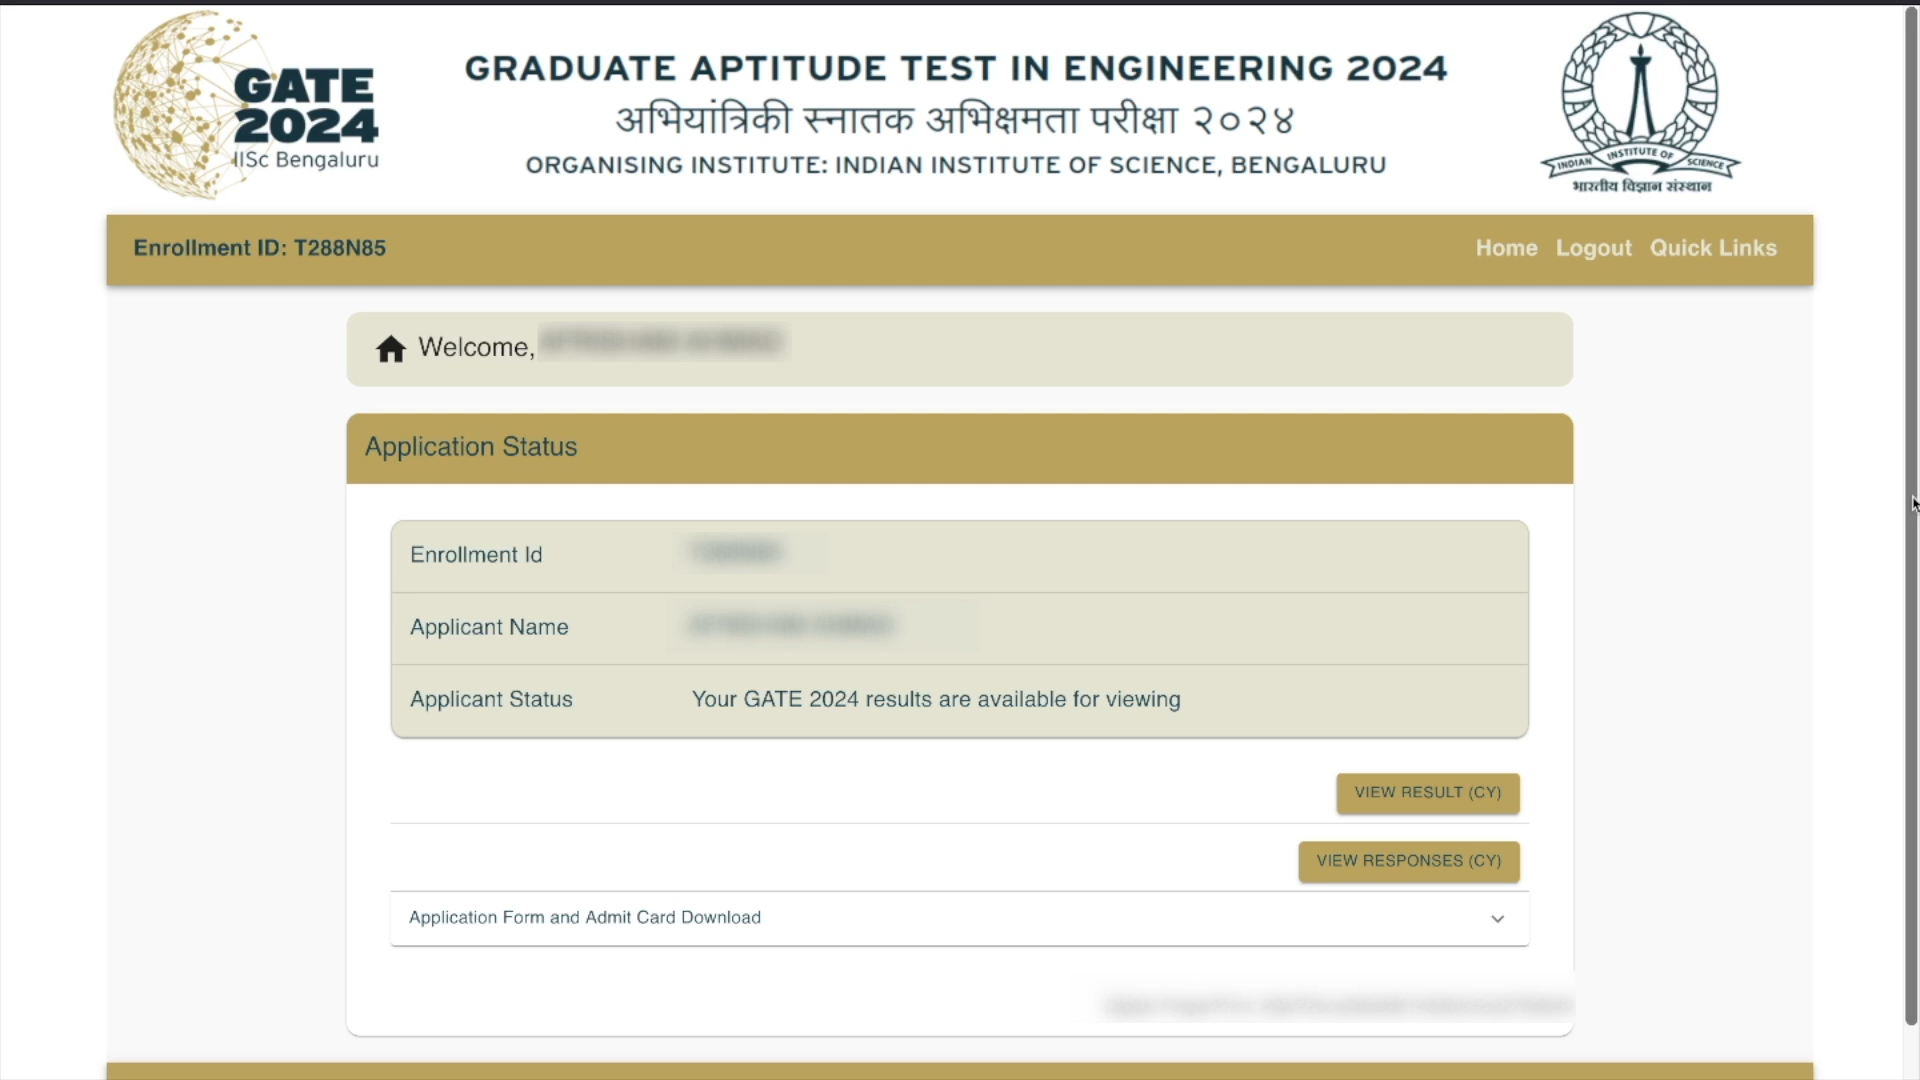 GATE
2024
IISc Bengaluru
GRADUATE APTITUDE TEST IN ENGINEERING 2024
अभियांत्रिकी स्नातक अभिक्षमता परीक्षा २०२४
ORGANISING INSTITUTE: INDIAN INSTITUTE OF SCIENCE, BENGALURU
INDIAN INSTITUTE OF SCIENCE
भारतीय विज्ञान संस्थान
Enrollment ID: T288N85
Home Logout Quick Links
Welcome,
Application Status
Enrollment Id
Applicant Name
Applicant Status Your GATE 2024 results are available for viewing
VIEW RESULT (CY)
VIEW RESPONSES (CY)
Application Form and Admit Card Download